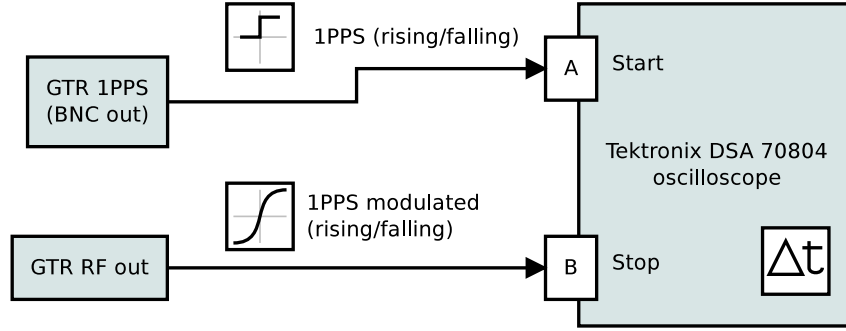 1PPS (rising/falling)
GTR 1PPS
(BNC out)
A
Start
Tektronix DSA 70804
oscilloscope
1PPS modulated
(rising/falling)
GTR RF out
B
Stop
Δt